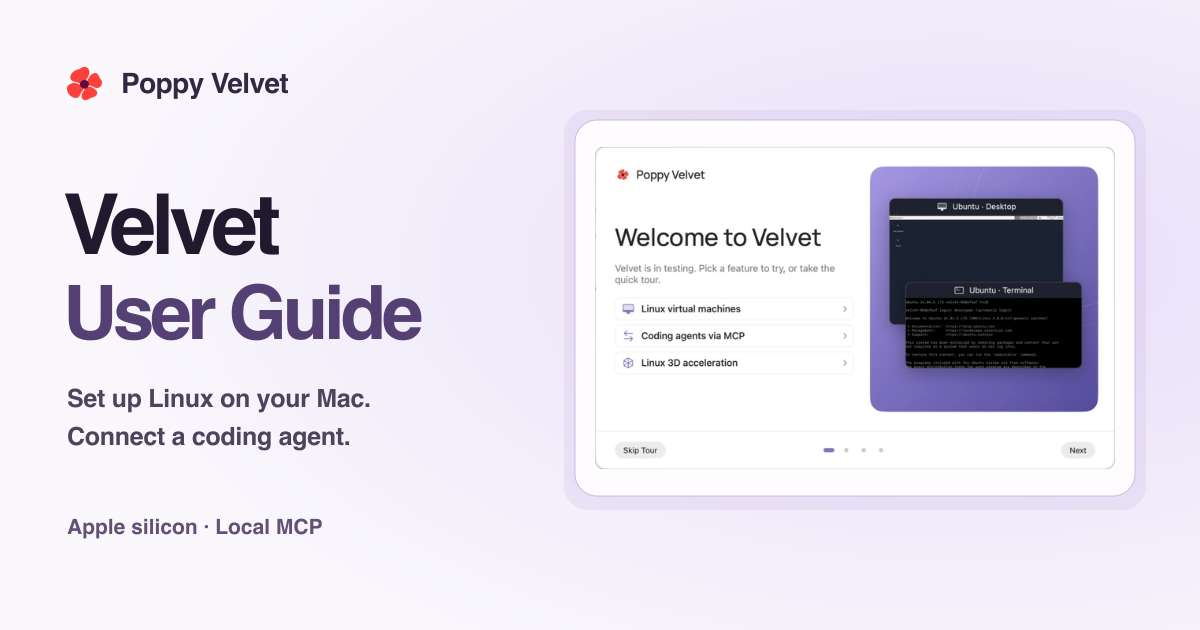 Poppy Velvet
Velvet
User Guide
Set up Linux on your Mac.
Connect a coding agent.
Apple silicon · Local MCP
Poppy Velvet
Welcome to Velvet
Velvet is in testing. Pick a feature to try, or take the
quick tour.
Linux virtual machines
Coding agents via MCP
Linux 3D acceleration
Skip Tour
Next
Ubuntu · Desktop
Ubuntu · Terminal